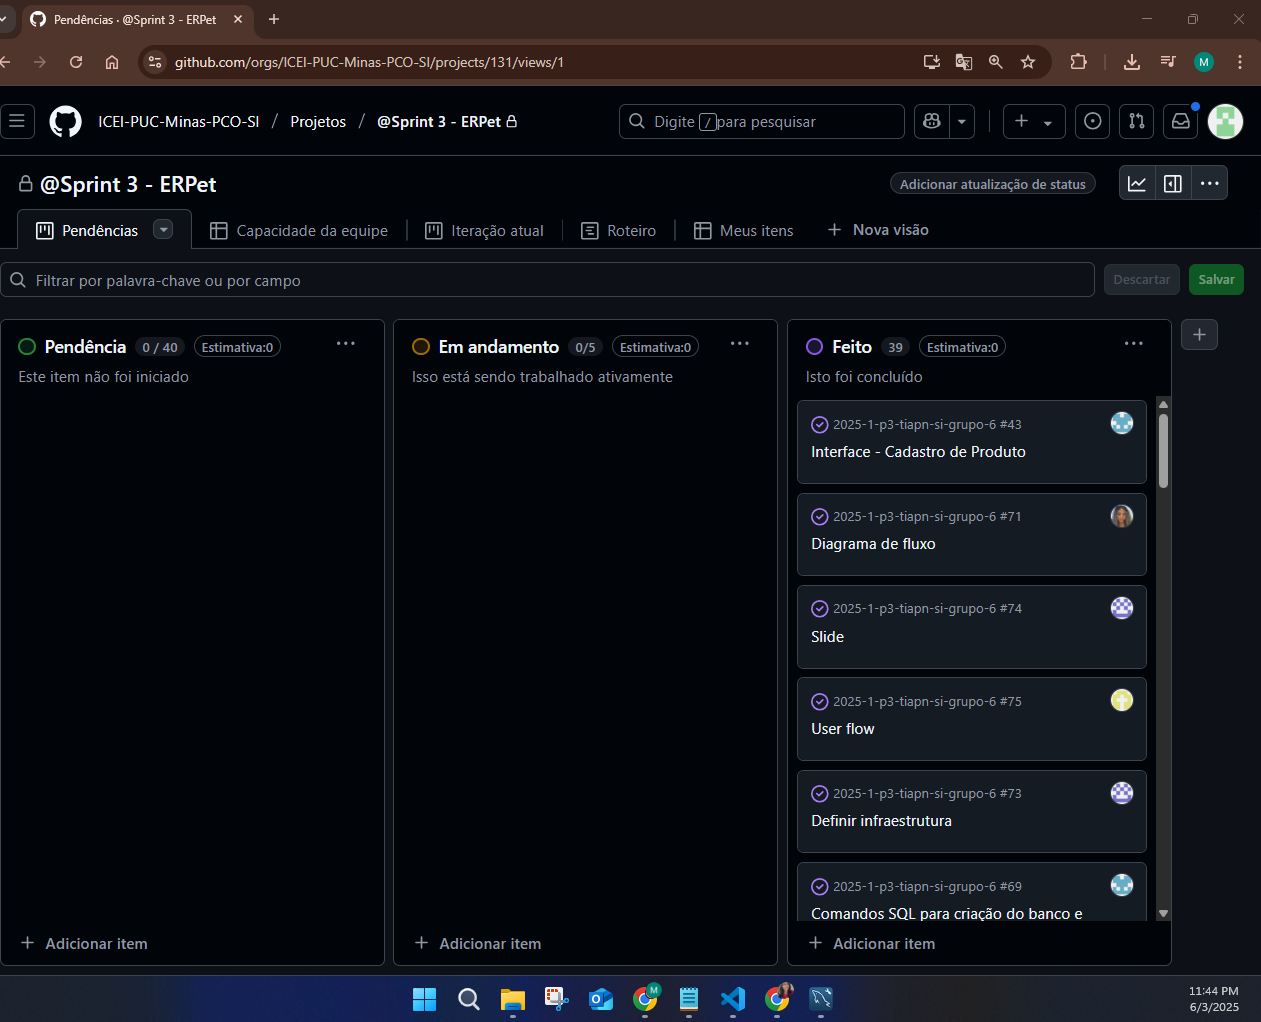 Pendências · @Sprint 3 - ERPet
github.com/orgs/ICEI-PUC-Minas-PCO-SI/projects/131/views/1
M
ICEI-PUC-Minas-PCO-SI / Projetos / @Sprint 3 - ERPet
Digite / para pesquisar
@Sprint 3 - ERPet
Adicionar atualização de status
Pendências
Capacidade da equipe
Iteração atual
Roteiro
Meus itens
Nova visão
Filtrar por palavra-chave ou por campo
Descartar
Salvar
Pendência 0 / 40 Estimativa:0
Este item não foi iniciado
Adicionar item
Em andamento 0/5 Estimativa:0
Isso está sendo trabalhado ativamente
Adicionar item
Feito 39 Estimativa:0
Isto foi concluído
2025-1-p3-tiapn-si-grupo-6 #43
Interface - Cadastro de Produto
2025-1-p3-tiapn-si-grupo-6 #71
Diagrama de fluxo
2025-1-p3-tiapn-si-grupo-6 #74
Slide
2025-1-p3-tiapn-si-grupo-6 #75
User flow
2025-1-p3-tiapn-si-grupo-6 #73
Definir infraestrutura
2025-1-p3-tiapn-si-grupo-6 #69
Comandos SQL para criação do banco e
Adicionar item
M
11:44 PM
6/3/2025